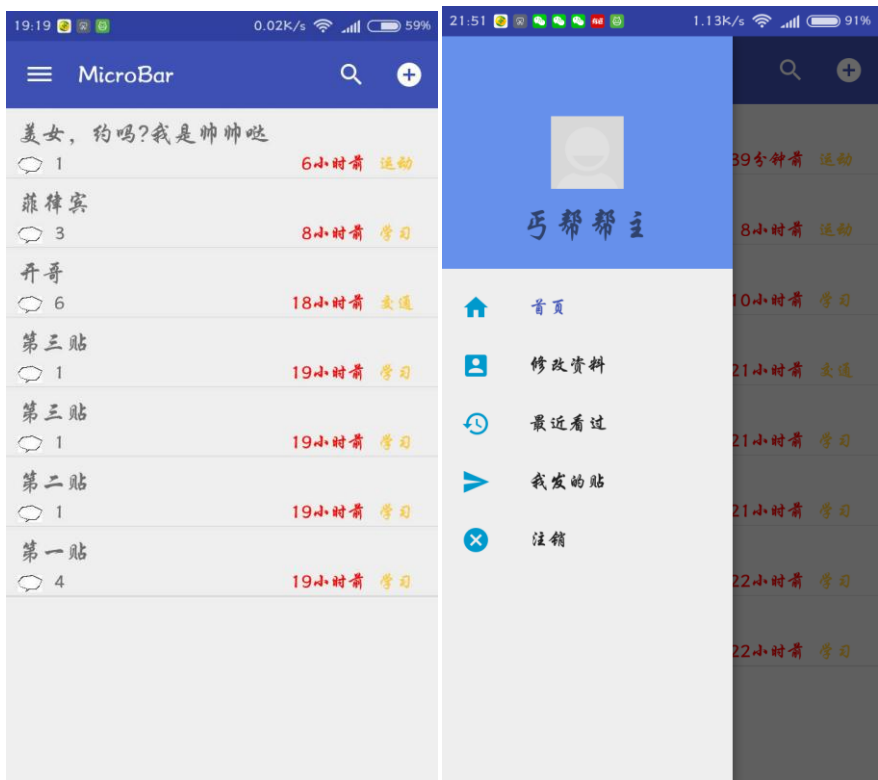 19:19 0.02K/s 59%
MicroBar
美女，约吗?我是帅帅哒
1 6小时前 运动
菲律宾
3 8小时前 学习
开哥
6 18小时前 交通
第三贴
1 19小时前 学习
第三贴
1 19小时前 学习
第二贴
1 19小时前 学习
第一贴
4 19小时前 学习
21:51 1.13K/s 91%
丐帮帮主
首页
修改资料
最近看过
我发的贴
注销
39分钟前 运动
8小时前 运动
10小时前 学习
21小时前 交通
21小时前 学习
21小时前 学习
22小时前 学习
22小时前 学习